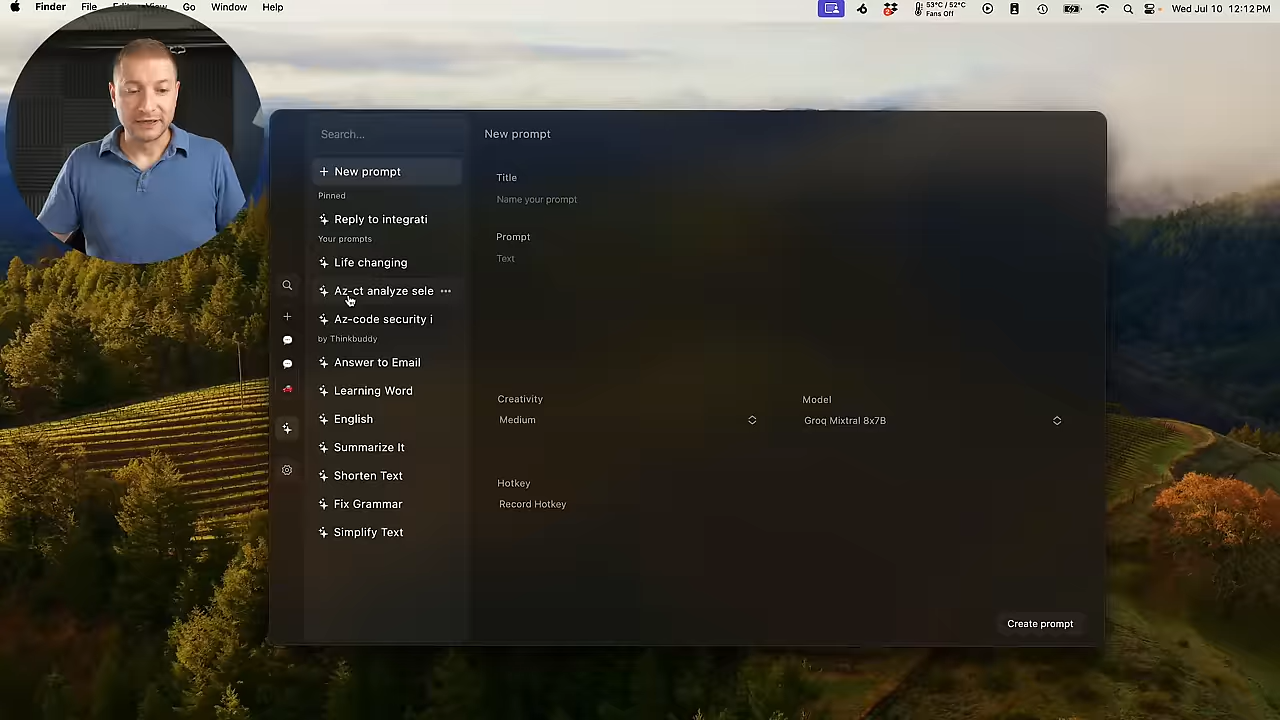 Finder File Edit View Go Window Help
53°C / 52°C
Fans Off
Wed Jul 10 12:12 PM
Search...
New prompt
Pinned
Reply to integrati
Your prompts
Life changing
Az-ct analyze sele
Az-code security i
by Thinkbuddy
Answer to Email
Learning Word
English
Summarize It
Shorten Text
Fix Grammar
Simplify Text
New prompt
Title
Name your prompt
Prompt
Text
Creativity
Medium
Model
Groq Mixtral 8x7B
Hotkey
Record Hotkey
Create prompt